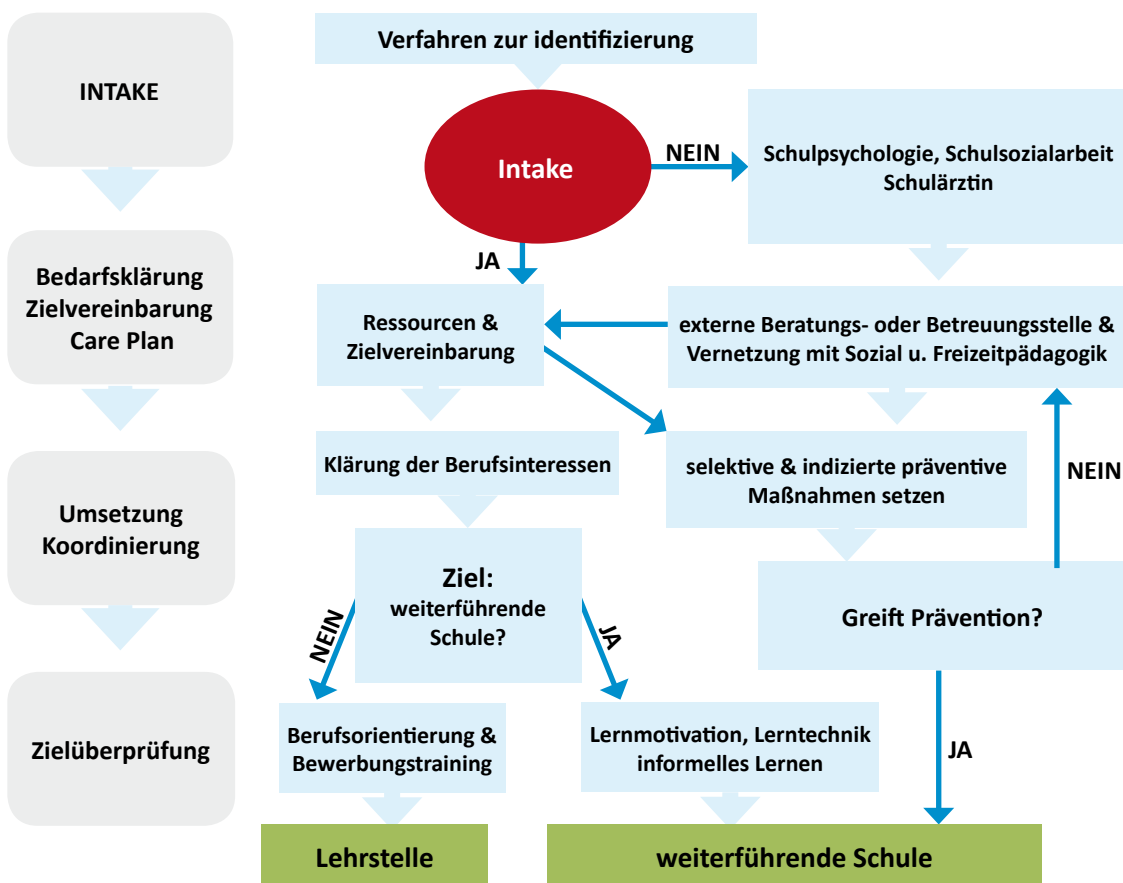 INTAKE
Bedarfsklärung
Zielvereinbarung
Care Plan
Umsetzung
Koordinierung
Zielüberprüfung
Verfahren zur identifizierung
Intake
NEIN
Schulpsychologie, Schulsozialarbeit
Schulärztin
JA
Ressourcen &
Zielvereinbarung
externe Beratungs- oder Betreuungsstelle &
Vernetzung mit Sozial u. Freizeitpädagogik
Klärung der Berufsinteressen
selektive & indizierte präventive
Maßnahmen setzen
NEIN
Ziel:
weiterführende
Schule?
Greift Prävention?
NEIN
JA
Berufsorientierung &
Bewerbungstraining
Lernmotivation, Lerntechnik
informelles Lernen
JA
Lehrstelle
weiterführende Schule